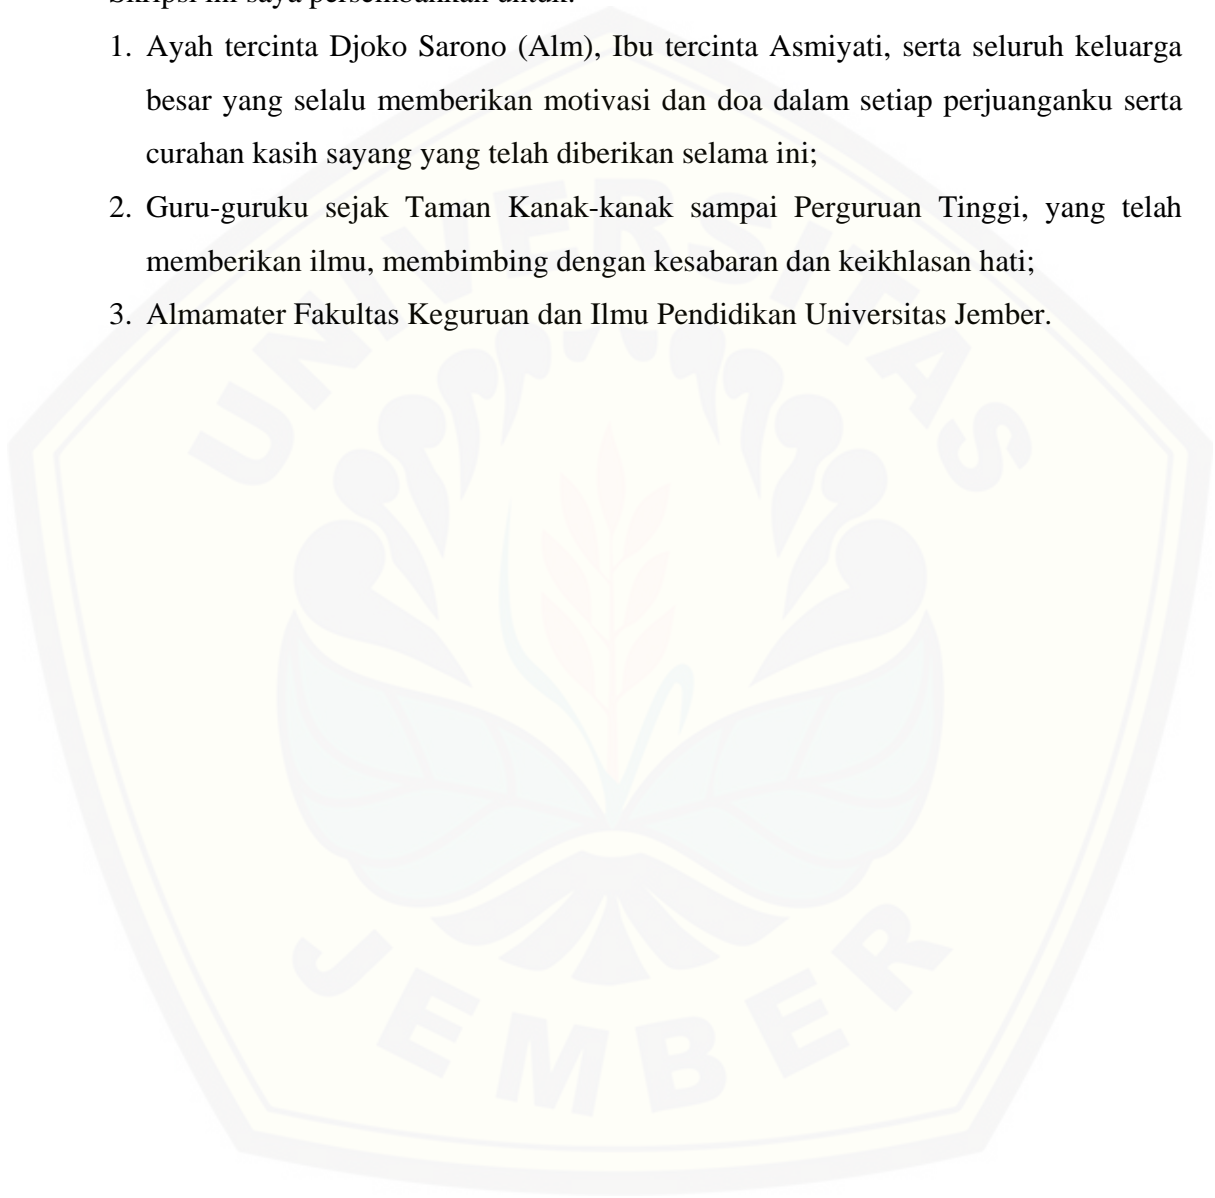 Skripsi ini saya persembahkan untuk:
1. Ayah tercinta Djoko Sarono (Alm), Ibu tercinta Asmiyati, serta seluruh keluarga
besar yang selalu memberikan motivasi dan doa dalam setiap perjuanganku serta
curahan kasih sayang yang telah diberikan selama ini;
2. Guru-guruku sejak Taman Kanak-kanak sampai Perguruan Tinggi, yang telah
memberikan ilmu, membimbing dengan kesabaran dan keikhlasan hati;
3. Almamater Fakultas Keguruan dan Ilmu Pendidikan Universitas Jember.
UNIVERSITAS
JEMBER